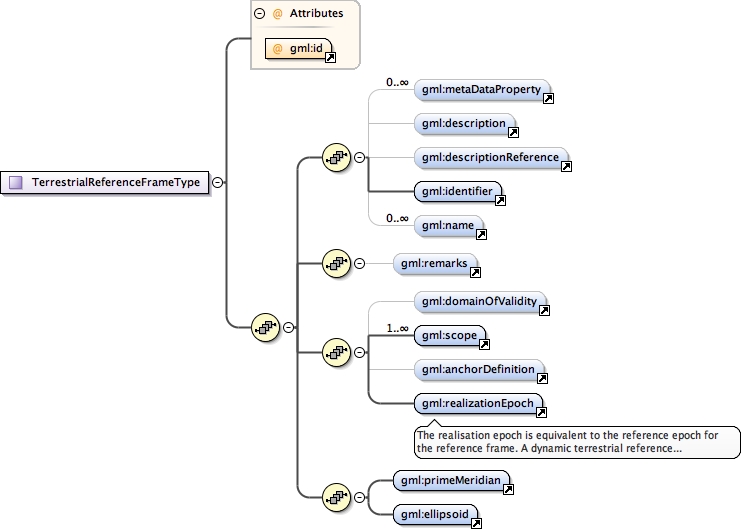 @ Attributes
@ gml:id
0..∞
gml:metaDataProperty
gml:description
gml:descriptionReference
TerrestrialReferenceFrameType
gml:identifier
0..∞
gml:name
gml:remarks
gml:domainOfValidity
1..∞
gml:scope
gml:anchorDefinition
gml:realizationEpoch
The realisation epoch is equivalent to the reference epoch for
the reference frame. A dynamic terrestrial reference...
gml:primeMeridian
gml:ellipsoid